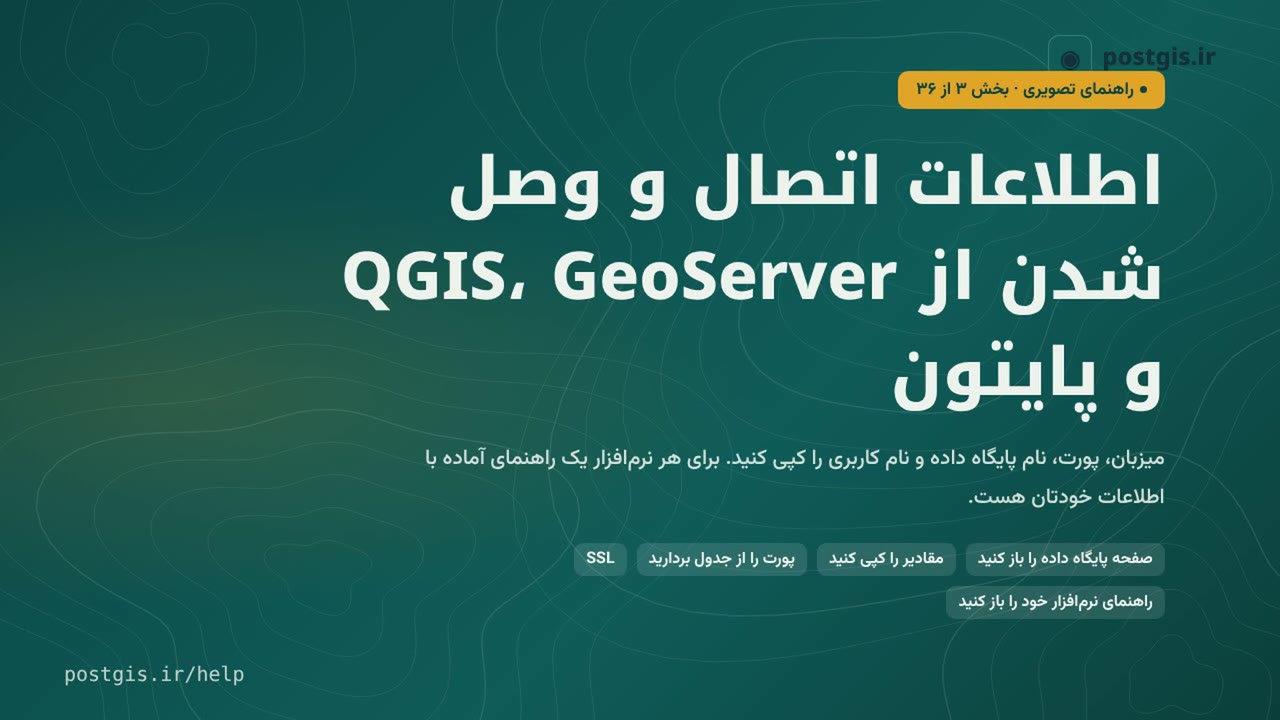 postgis.ir
• راهنمای تصویری · بخش ۳ از ۳۶
اطلاعات اتصال و وصل
شدن از QGIS، GeoServer
و پایتون
میزبان، پورت، نام پایگاه داده و نام کاربری را کپی کنید. برای هر نرم‌افزار یک راهنمای آماده با
اطلاعات خودتان هست.
صفحه پایگاه داده را باز کنید
مقادیر را کپی کنید
پورت را از جدول بردارید
SSL
راهنمای نرم‌افزار خود را باز کنید
postgis.ir/help